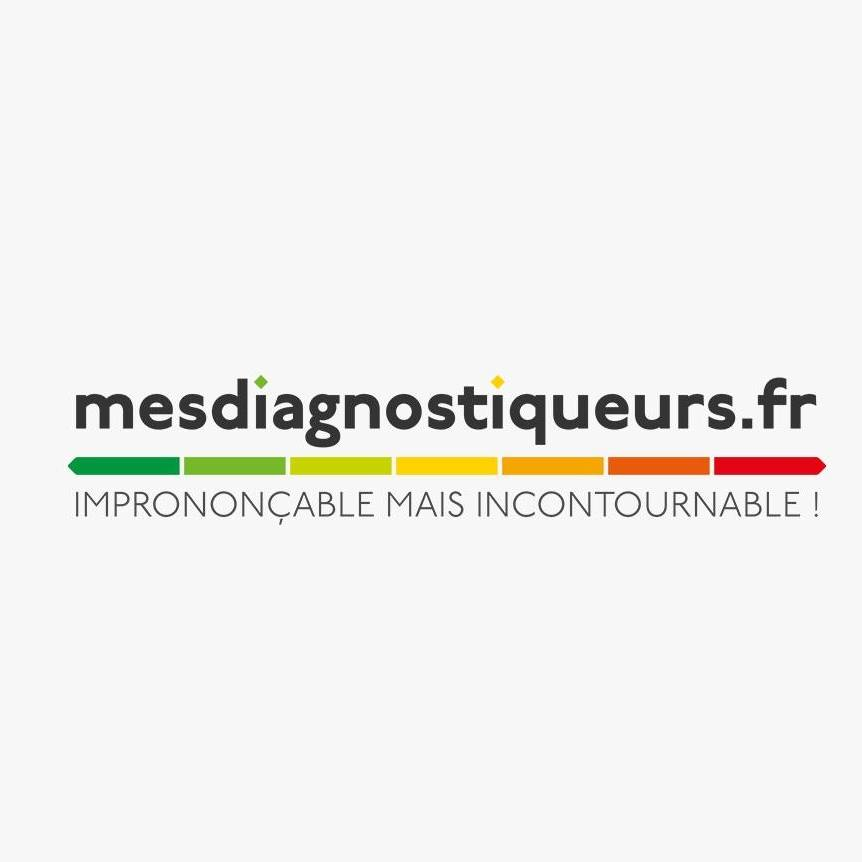 mesdiagnostiqueurs.fr
IMPRONONÇABLE MAIS INCONTOURNABLE !